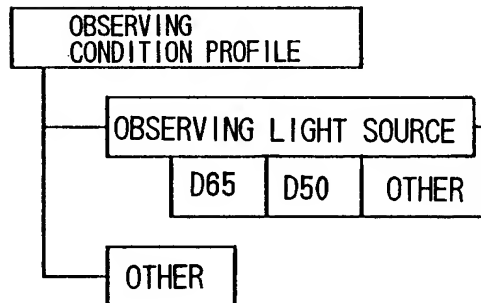 OBSERVING
CONDITION PROFILE
OBSERVING LIGHT SOURCE
D65 D50 OTHER
OTHER